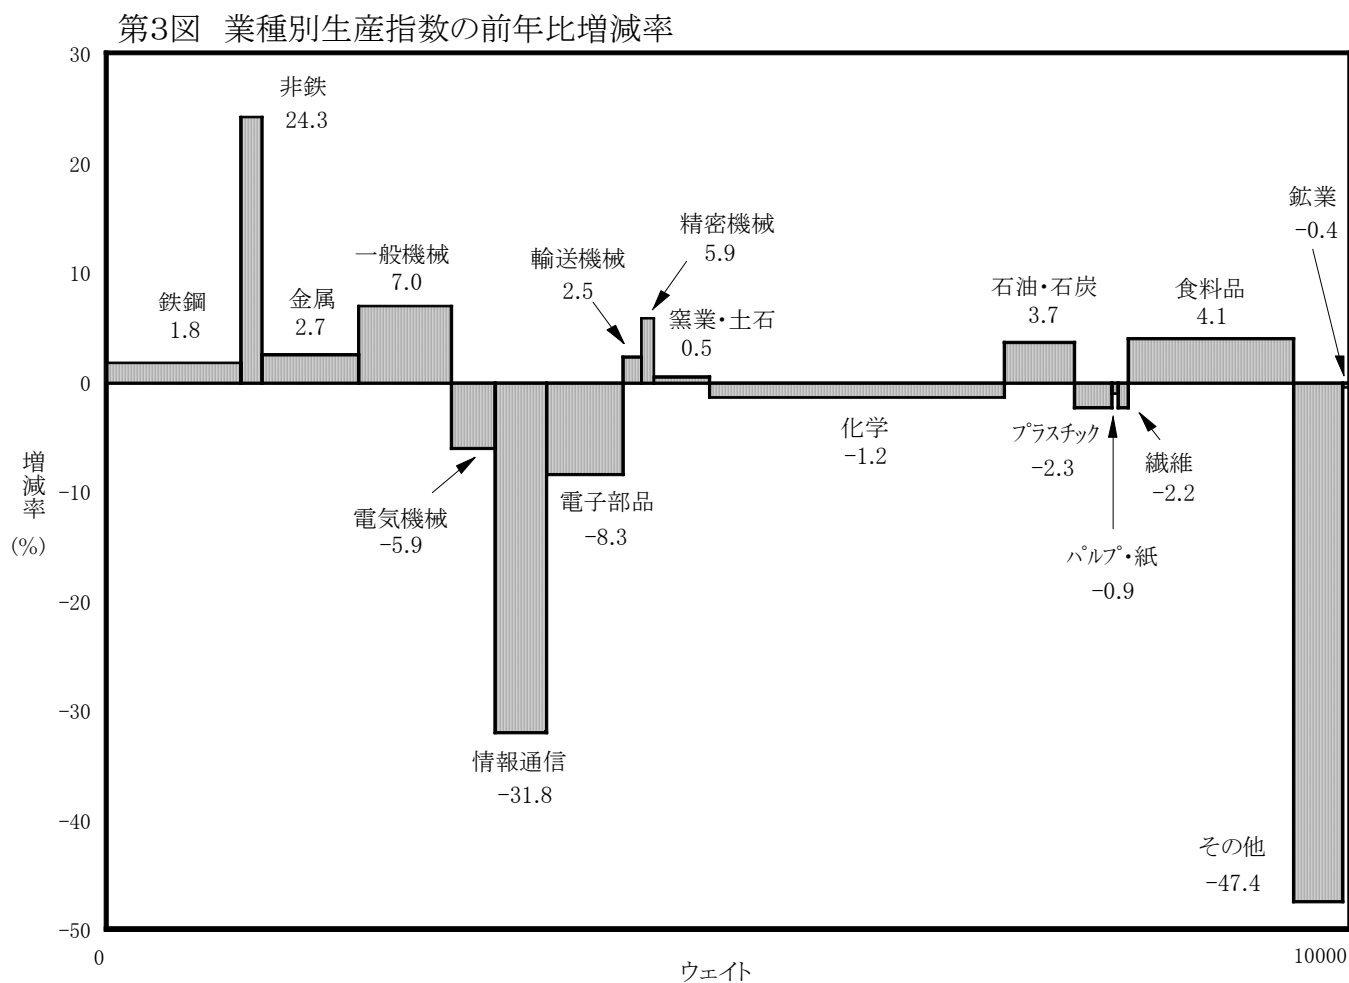 第3図 業種別生産指数の前年比増減率
30
20
10
0
-10
-20
-30
-40
-50
増減率
(%)
鉄鋼
1.8
非鉄
24.3
金属
2.7
一般機械
7.0
電気機械
-5.9
情報通信
-31.8
電子部品
-8.3
輸送機械
2.5
精密機械
5.9
窯業・土石
0.5
化学
-1.2
石油・石炭
3.7
プラスチック
-2.3
パルプ・紙
-0.9
繊維
-2.2
食料品
4.1
その他
-47.4
鉱業
-0.4
0
10000
ウェイト